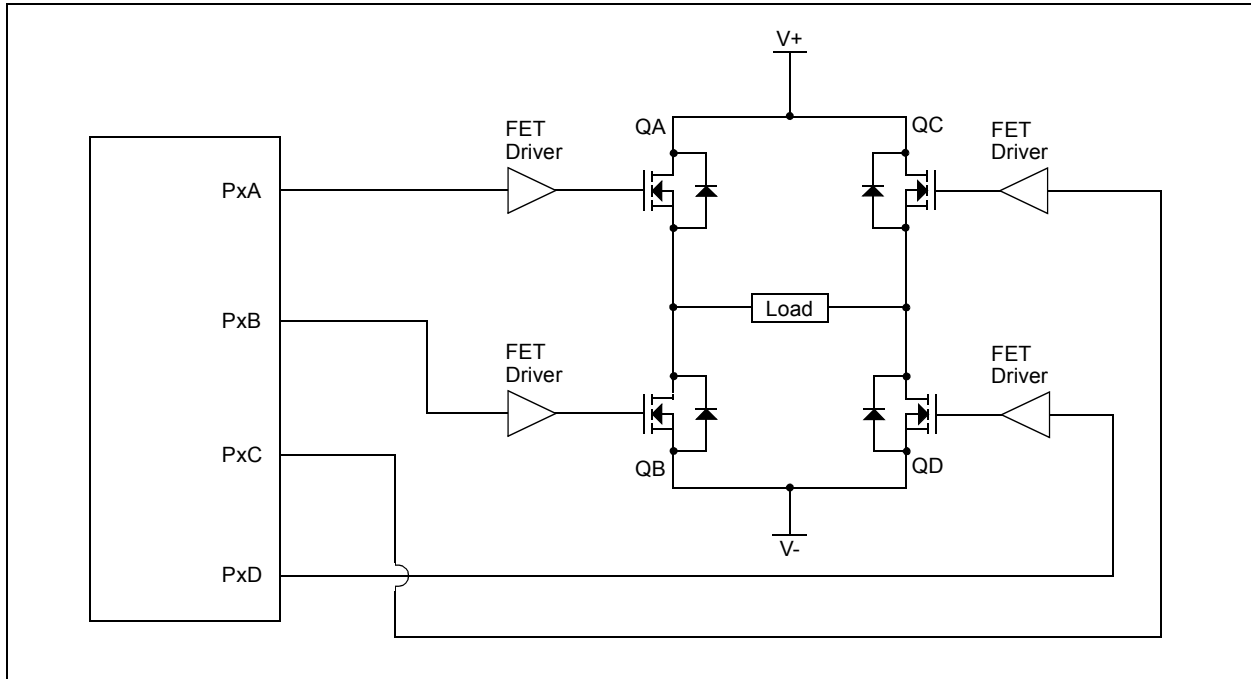 V+
QA
QC
FET
Driver
FET
Driver
PxA
PxB
Load
FET
Driver
FET
Driver
PxC
QB
QD
V-
PxD